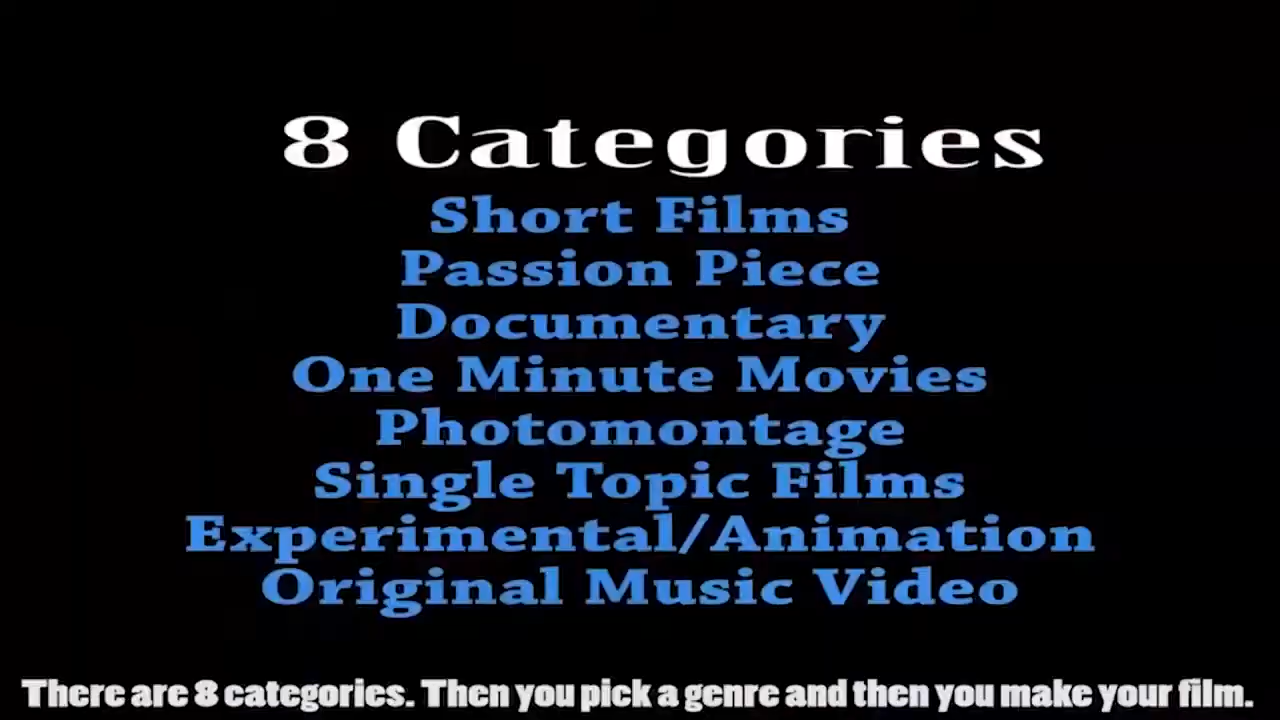 8 Categories
Short Films
Passion Piece
Documentary
One Minute Movies
Photomontage
Single Topic Films
Experimental/Animation
Original Music Video
There are 8 categories. Then you pick a genre and then you make your film.